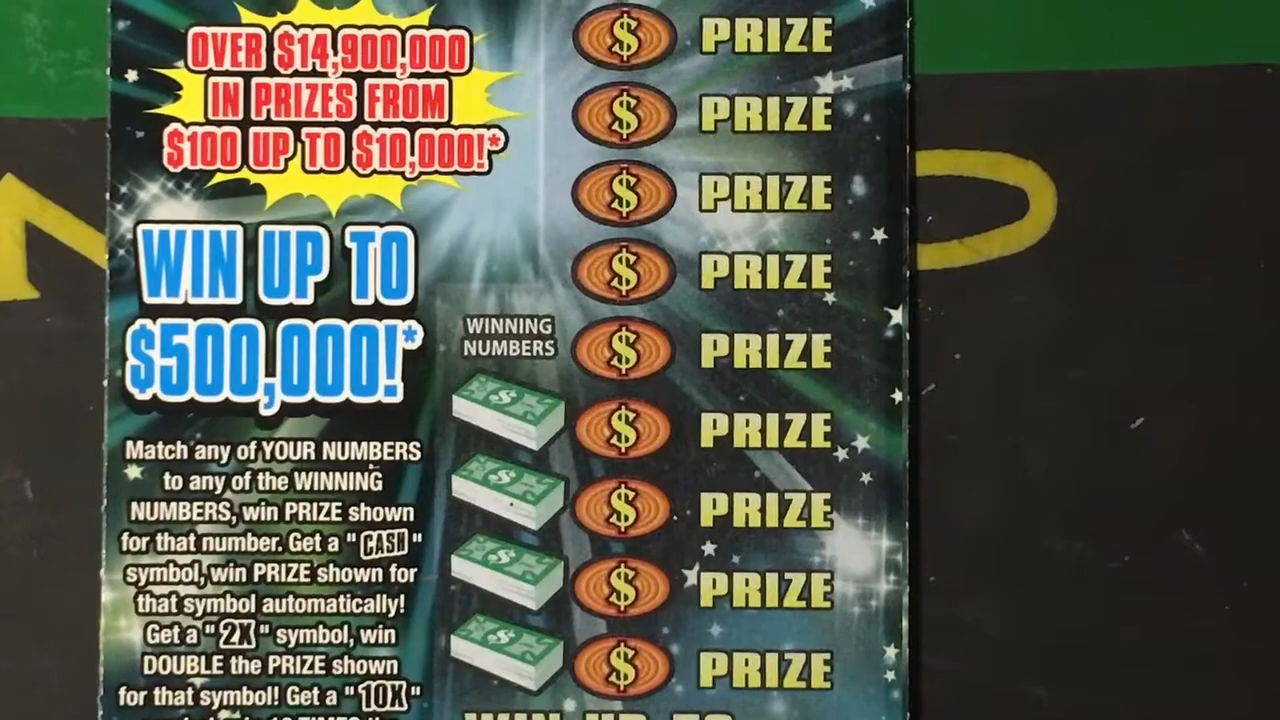 OVER $14,900,000
IN PRIZES FROM
$100 UP TO $10,000!*
WIN UP TO
$500,000!*
Match any of YOUR NUMBERS
to any of the WINNING
NUMBERS, win PRIZE shown
for that number. Get a "CASH"
symbol, win PRIZE shown for
that symbol automatically!
Get a "2X" symbol, win
DOUBLE the PRIZE shown
for that symbol! Get a "10X"
WINNING
NUMBERS
$
$
$
$
$ PRIZE
$ PRIZE
$ PRIZE
$ PRIZE
$ PRIZE
$ PRIZE
$ PRIZE
$ PRIZE
$ PRIZE
WIN UP TO